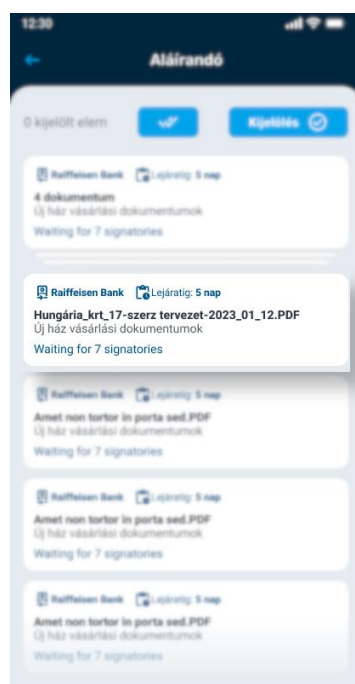 12:30
Aláírandó
0 kijelölt elem
Kijelölés
Raiffeisen Bank Lejáratig: 5 nap
4 dokumentum
Új ház vásárlási dokumentumok
Waiting for 7 signatories
Raiffeisen Bank Lejáratig: 5 nap
Hungária_krt_17-szerz tervezet-2023_01_12.PDF
Új ház vásárlási dokumentumok
Waiting for 7 signatories
Raiffeisen Bank Lejáratig: 5 nap
Amet non tortor in porta sed.PDF
Új ház vásárlási dokumentumok
Waiting for 7 signatories
Raiffeisen Bank Lejáratig: 5 nap
Amet non tortor in porta sed.PDF
Új ház vásárlási dokumentumok
Waiting for 7 signatories
Raiffeisen Bank Lejáratig: 5 nap
Amet non tortor in porta sed.PDF
Új ház vásárlási dokumentumok
Waiting for 7 signatories